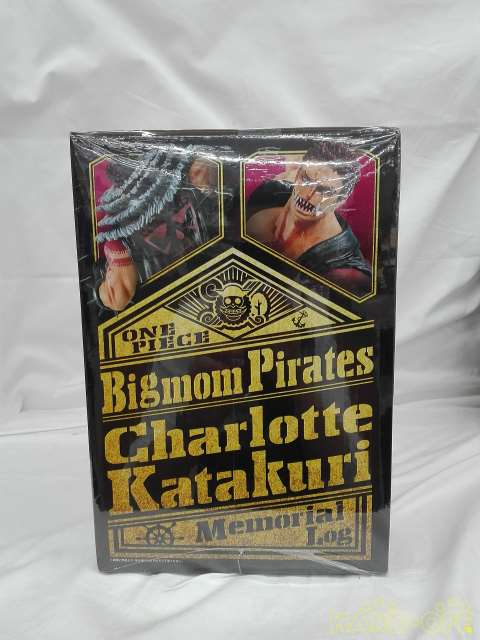 ONE
PIECE
Bigmom Pirates
Charlotte
Katakuri
Memorial
Log